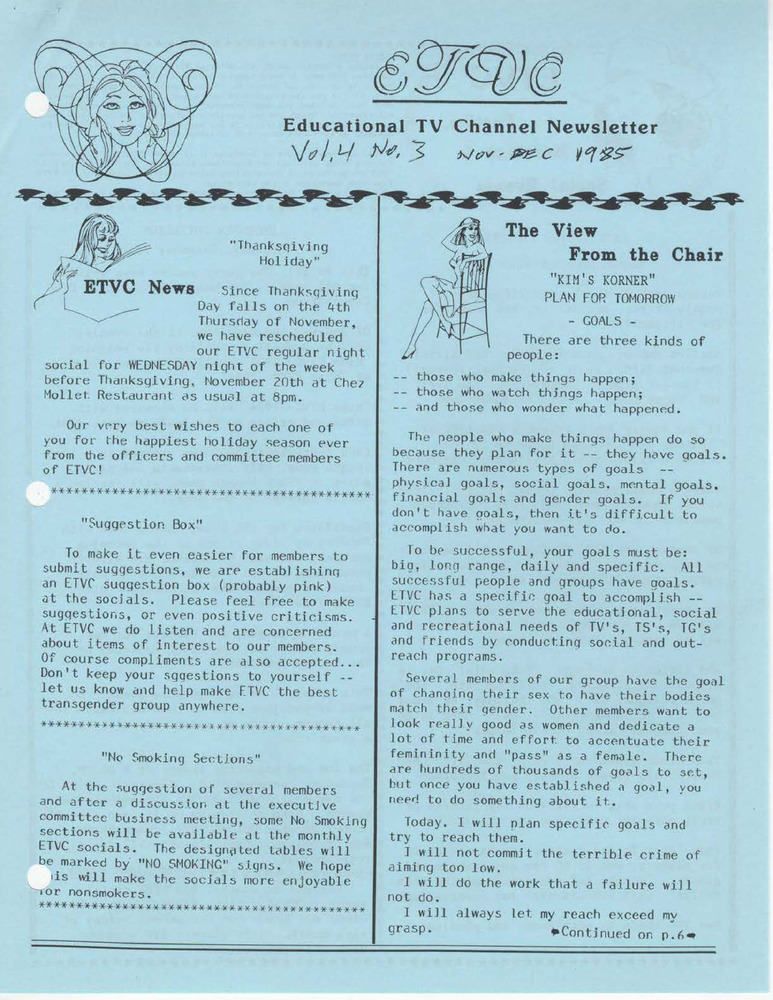 ETVC
Educational TV Channel Newsletter
Vol.4 No. 3 NOV-DEC 1985
"Thanksgiving
Holiday"
ETVC News
Since Thanksgiving
Day falls on the 4th
Thursday of November,
we have rescheduled
our ETVC regular night
social for WEDNESDAY night of the week
before Thanksgiving, November 20th at Chez
Mollet Restaurant as usual at 8pm.
Our very best wishes to each one of
you for the happiest holiday season ever
from the officers and committee members
of ETVC!
******************************************
"Suggestion Box"
To make it even easier for members to
submit suggestions, we are establishing
an ETVC suggestion box (probably pink)
at the socials. Please feel free to make
suggestions, or even positive criticisms.
At ETVC we do listen and are concerned
about items of interest to our members.
Of course compliments are also accepted...
Don't keep your sggestions to yourself --
let us know and help make ETVC the best
transgender group anywhere.
******************************************
"No Smoking Sections"
At the suggestion of several members
and after a discussion at the executive
committee business meeting, some No Smoking
sections will be available at the monthly
ETVC socials. The designated tables will
be marked by "NO SMOKING" signs. We hope
is will make the socials more enjoyable
for nonsmokers.
******************************************
The View
From the Chair
"KIM'S KORNER"
PLAN FOR TOMORROW
- GOALS -
There are three kinds of
people:
-- those who make things happen;
-- those who watch things happen;
-- and those who wonder what happened.
The people who make things happen do so
because they plan for it -- they have goals.
There are numerous types of goals --
physical goals, social goals, mental goals,
financial goals and gender goals. If you
don't have goals, then it's difficult to
accomplish what you want to do.
To be successful, your goals must be:
big, long range, daily and specific. All
successful people and groups have goals.
ETVC has a specific goal to accomplish --
ETVC plans to serve the educational, social
and recreational needs of TV's, TS's, TG's
and friends by conducting social and out-
reach programs.
Several members of our group have the goal
of changing their sex to have their bodies
match their gender. Other members want to
look really good as women and dedicate a
lot of time and effort to accentuate their
femininity and "pass" as a female. There
are hundreds of thousands of goals to set,
but once you have established a goal, you
need to do something about it.
Today, I will plan specific goals and
try to reach them.
I will not commit the terrible crime of
aiming too low.
I will do the work that a failure will
not do.
I will always let my reach exceed my
grasp.
Continued on p.6